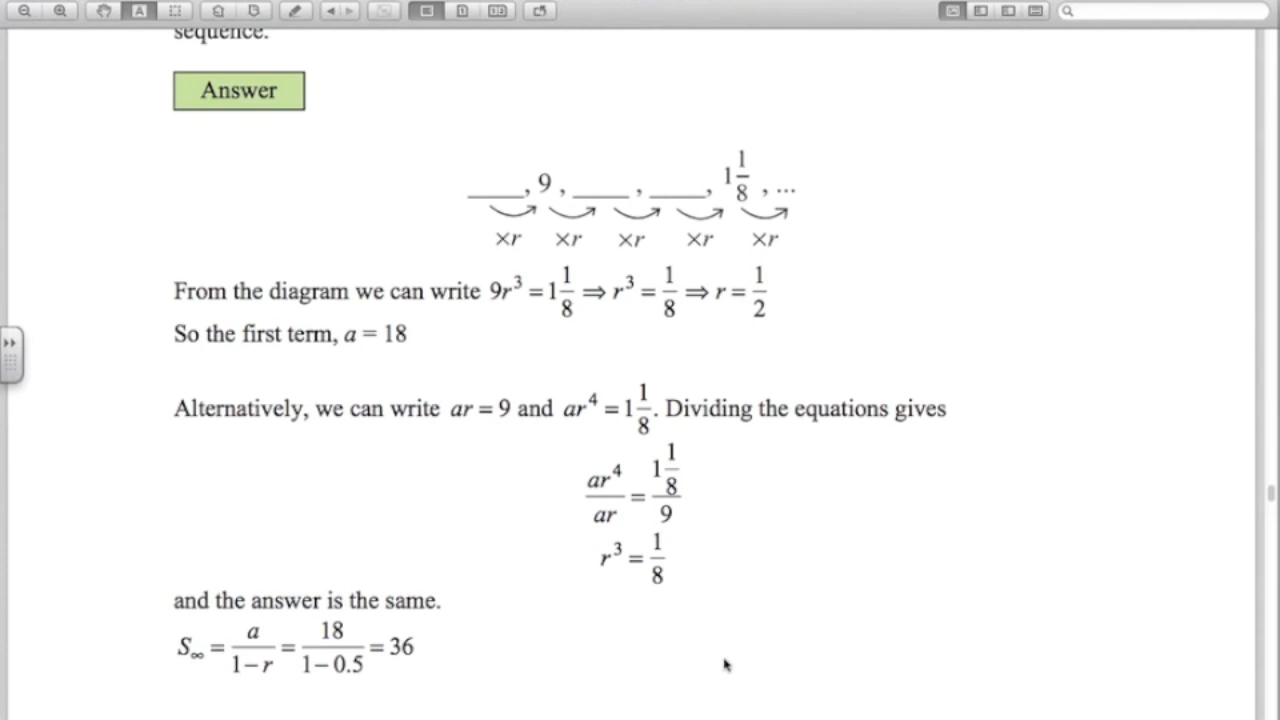 sequence.
Answer
____, 9, ____, ____, 1 1/8, ...
×r ×r ×r ×r ×r
From the diagram we can write 9r³ = 1 1/8 ⇒ r³ = 1/8 ⇒ r = 1/2
So the first term, a = 18
Alternatively, we can write ar = 9 and ar⁴ = 1 1/8. Dividing the equations gives
ar⁴/ar = (1 1/8)/9
r³ = 1/8
and the answer is the same.
S∞ = a/(1−r) = 18/(1−0.5) = 36